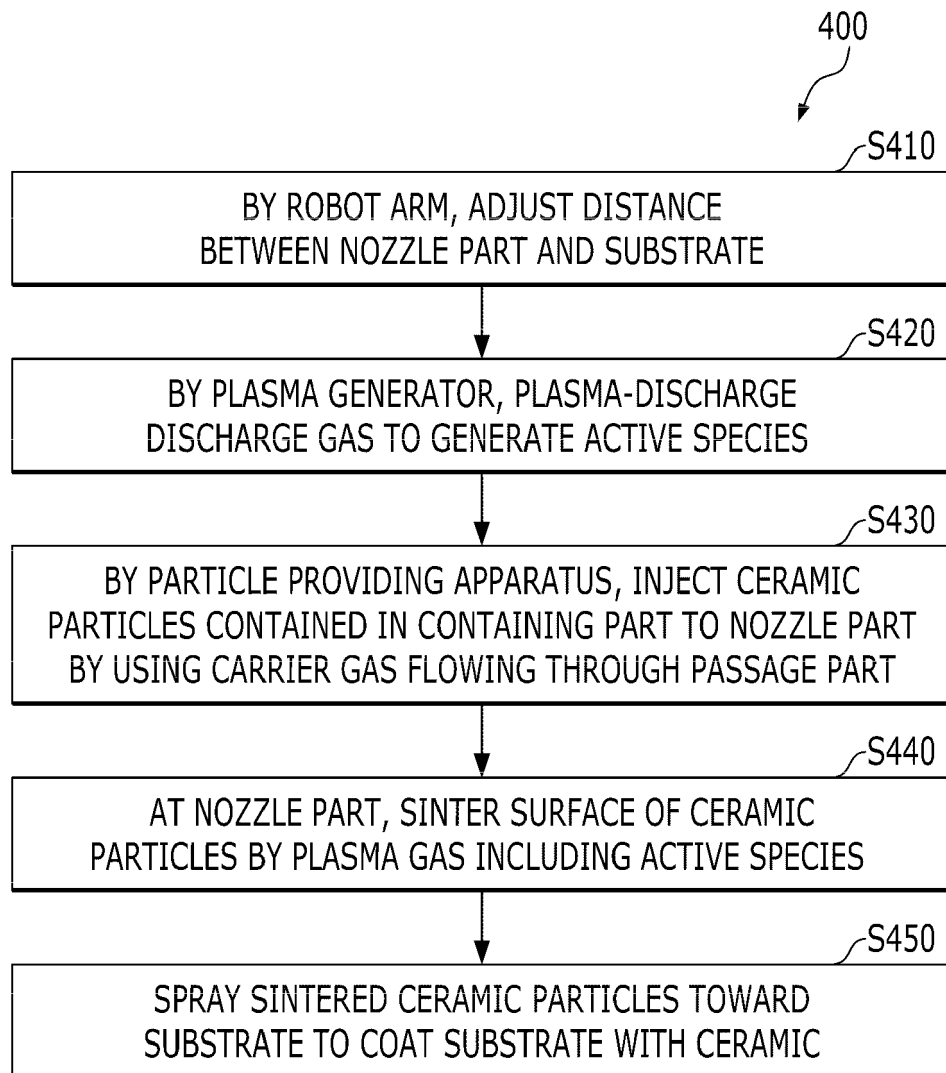 400
S410
BY ROBOT ARM, ADJUST DISTANCE
BETWEEN NOZZLE PART AND SUBSTRATE
S420
BY PLASMA GENERATOR, PLASMA-DISCHARGE
DISCHARGE GAS TO GENERATE ACTIVE SPECIES
S430
BY PARTICLE PROVIDING APPARATUS, INJECT CERAMIC
PARTICLES CONTAINED IN CONTAINING PART TO NOZZLE PART
BY USING CARRIER GAS FLOWING THROUGH PASSAGE PART
S440
AT NOZZLE PART, SINTER SURFACE OF CERAMIC
PARTICLES BY PLASMA GAS INCLUDING ACTIVE SPECIES
S450
SPRAY SINTERED CERAMIC PARTICLES TOWARD
SUBSTRATE TO COAT SUBSTRATE WITH CERAMIC